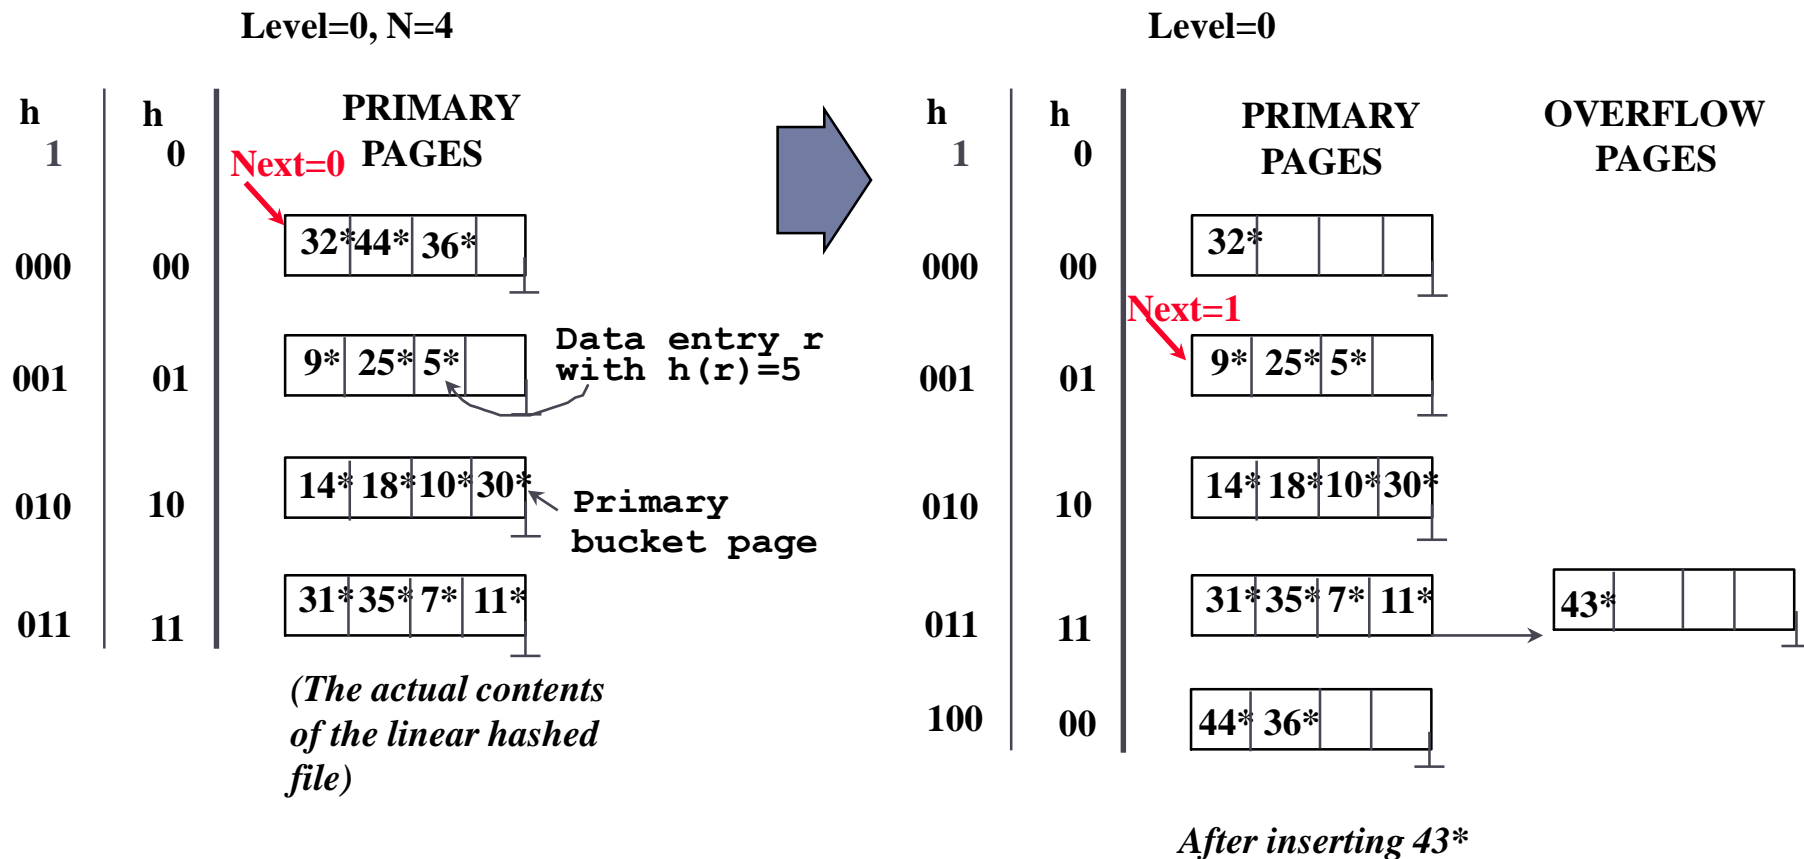 Level=0, N=4
h
1
h
0
PRIMARY
PAGES
Next=0
000
00
32* 44* 36*
001
01
9* 25* 5*
Data entry r
with h(r)=5
010
10
14* 18* 10* 30*
Primary
bucket page
011
11
31* 35* 7* 11*
(The actual contents
of the linear hashed
file)
Level=0
h
1
h
0
PRIMARY
PAGES
OVERFLOW
PAGES
000
00
32*
Next=1
001
01
9* 25* 5*
010
10
14* 18* 10* 30*
011
11
31* 35* 7* 11*
43*
100
00
44* 36*
After inserting 43*